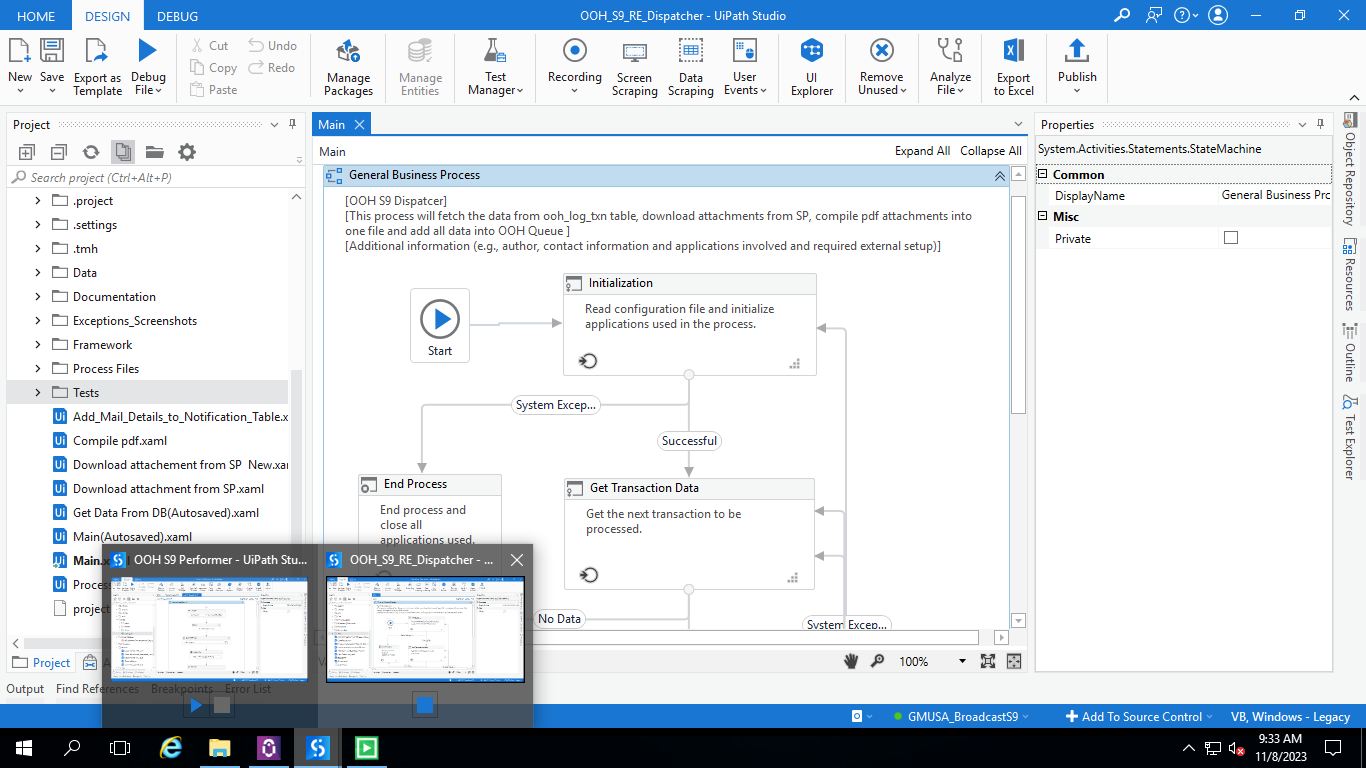 HOME DESIGN DEBUG OOH_S9_RE_Dispatcher - UiPath Studio
New Save Export as Template Debug File
Cut Copy Paste Undo Redo
Manage Packages Manage Entities Test Manager Recording Screen Scraping Data Scraping User Events UI Explorer Remove Unused Analyze File Export to Excel Publish
Project
Search project (Ctrl+Alt+P)
.project
.settings
.tmh
Data
Documentation
Exceptions_Screenshots
Framework
Process Files
Tests
Add_Mail_Details_to_Notification_Table.x
Compile pdf.xaml
Download attachement from SP New.xar
Download attachment from SP.xaml
Get Data From DB(Autosaved).xaml
Main(Autosaved).xaml
Main.x
Proces
project
Project
Output Find References Breakpoints Error List
Main
Main Expand All Collapse All
General Business Process
[OOH S9 Dispatcer]
[This process will fetch the data from ooh_log_txn table, download attachments from SP, compile pdf attachments into
one file and add all data into OOH Queue ]
[Additional information (e.g., author, contact information and applications involved and required external setup)]
Start
Initialization
Read configuration file and initialize
applications used in the process.
System Excep...
Successful
End Process
End process and
close all
applications used.
Get Transaction Data
Get the next transaction to be
processed.
No Data
System Excep...
100%
Properties
System.Activities.Statements.StateMachine
Common
DisplayName General Business Prc
Misc
Private
Object Repository
Resources
Outline
Test Explorer
OOH S9 Performer - UiPath Stu...
OOH_S9_RE_Dispatcher - ...
GMUSA_BroadcastS9 Add To Source Control VB, Windows - Legacy
9:33 AM
11/8/2023